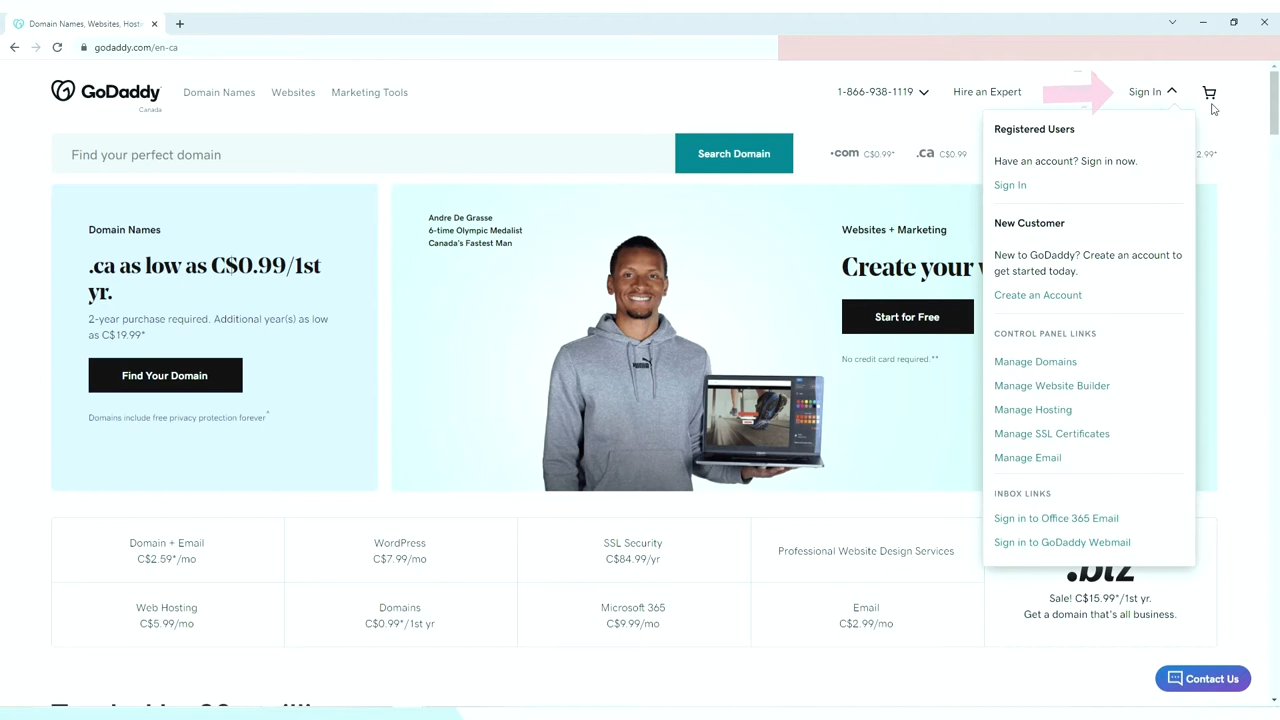 Domain Names, Websites, Host
godaddy.com/en-ca
GoDaddy
Canada
Domain Names
Websites
Marketing Tools
1-866-938-1119
Hire an Expert
Sign In
Find your perfect domain
Search Domain
.com C$0.99*
.ca C$0.99
2.99*
Registered Users
Have an account? Sign in now.
Sign In
New Customer
New to GoDaddy? Create an account to
get started today.
Create an Account
CONTROL PANEL LINKS
Manage Domains
Manage Website Builder
Manage Hosting
Manage SSL Certificates
Manage Email
INBOX LINKS
Sign in to Office 365 Email
Sign in to GoDaddy Webmail
Domain Names
.ca as low as C$0.99/1st
yr.
2-year purchase required. Additional year(s) as low
as C$19.99*
Find Your Domain
Domains include free privacy protection forever*
Andre De Grasse
6-time Olympic Medalist
Canada's Fastest Man
PUMA
Websites + Marketing
Create your
Start for Free
No credit card required.**
Domain + Email
C$2.59*/mo
WordPress
C$7.99/mo
SSL Security
C$84.99/yr
Professional Website Design Services
.biz
Sale! C$15.99*/1st yr.
Get a domain that's all business.
Web Hosting
C$5.99/mo
Domains
C$0.99*/1st yr
Microsoft 365
C$9.99/mo
Email
C$2.99/mo
Contact Us